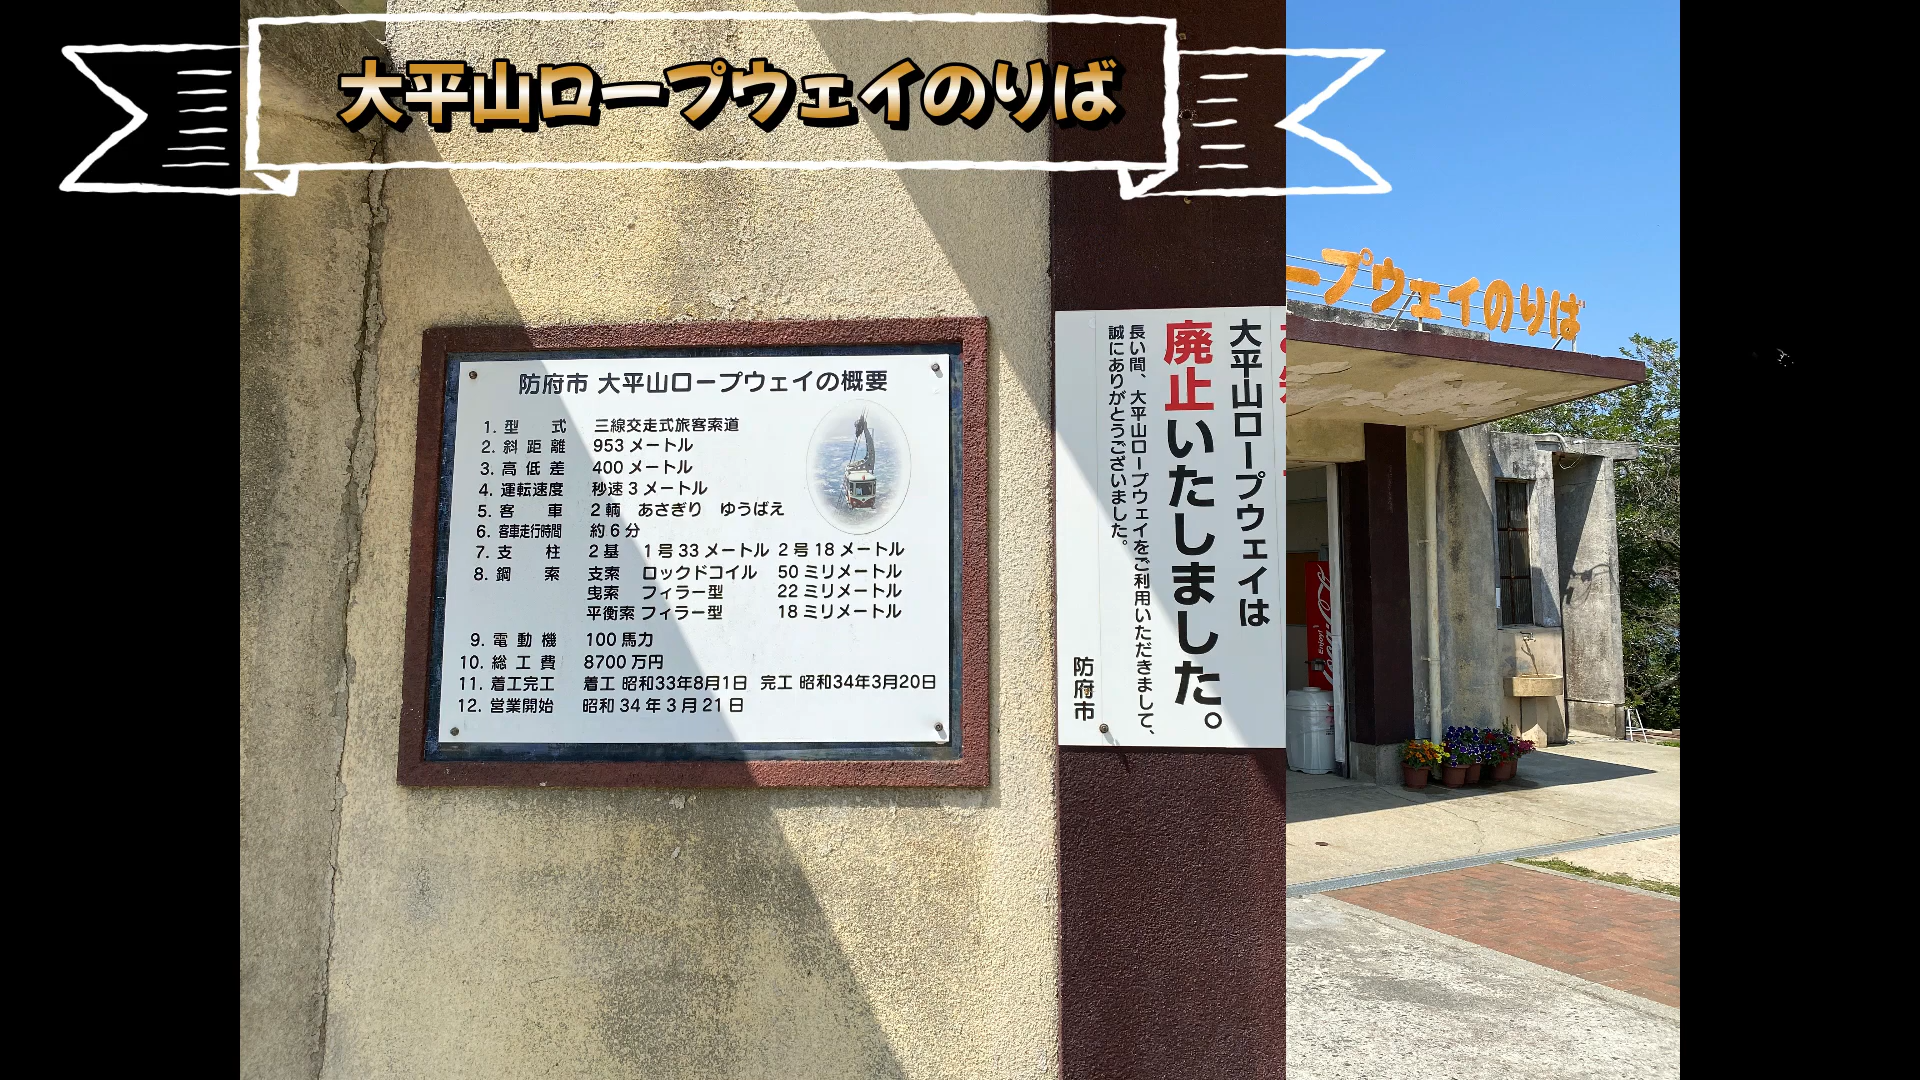 大平山ロープウェイのりば
防府市 大平山ロープウェイの概要
1. 型 式 三線交走式旅客索道
2. 斜 距 離 953 メートル
3. 高 低 差 400 メートル
4. 運転速度 秒速 3 メートル
5. 客 車 2 輌 あさぎり ゆうばえ
6. 客車走行時間 約 6 分
7. 支 柱 2 基 1 号 33 メートル 2 号 18 メートル
8. 鋼 索 支索 ロックドコイル 50 ミリメートル
曳索 フィラー型 22 ミリメートル
平衡索 フィラー型 18 ミリメートル
9. 電 動 機 100 馬力
10. 総 工 費 8700 万円
11. 着工完工 着工 昭和33年8月1日 完工 昭和34年3月20日
12. 営業開始 昭和 34 年 3 月 21 日
大平山ロープウェイは
廃止いたしました。
長い間、大平山ロープウェイをご利用いただきまして、
誠にありがとうございました。
防府市
ープウェイのりば
Enjoy